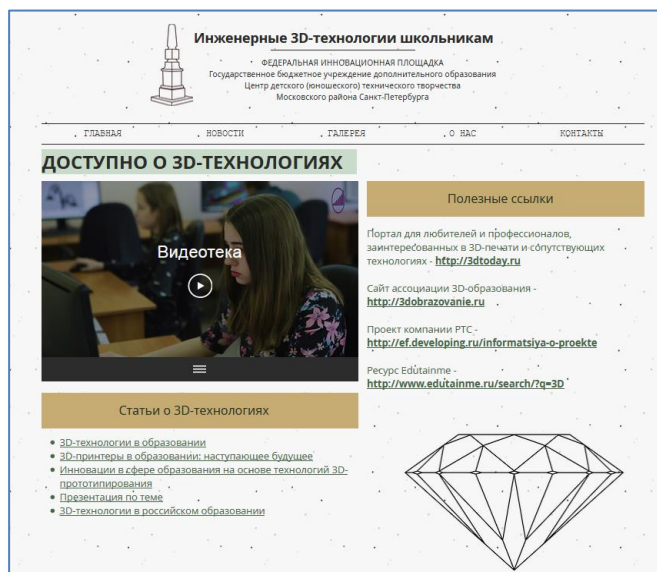 Инженерные 3D-технологии школьникам
ФЕДЕРАЛЬНАЯ ИННОВАЦИОННАЯ ПЛОЩАДКА
Государственное бюджетное учреждение дополнительного образования
Центр детского (юношеского) технического творчества
Московского района Санкт-Петербурга
ГЛАВНАЯ НОВОСТИ ГАЛЕРЕЯ О НАС КОНТАКТЫ
ДОСТУПНО О 3D-ТЕХНОЛОГИЯХ
Видеотека
Статьи о 3D-технологиях
3D-технологии в образовании
3D-принтеры в образовании: наступающее будущее
Инновации в сфере образования на основе технологий 3D-
прототипирования
Презентация по теме
3D-технологии в российском образовании
Полезные ссылки
Портал для любителей и профессионалов,
заинтересованных в 3D-печати и сопутствующих
технологиях - http://3dtoday.ru
Сайт ассоциации 3D-образования -
http://3dobrazovanie.ru
Проект компании PTC -
http://ef.developing.ru/informatsiya-o-proekte
Ресурс Edutainme -
http://www.edutainme.ru/search/?q=3D